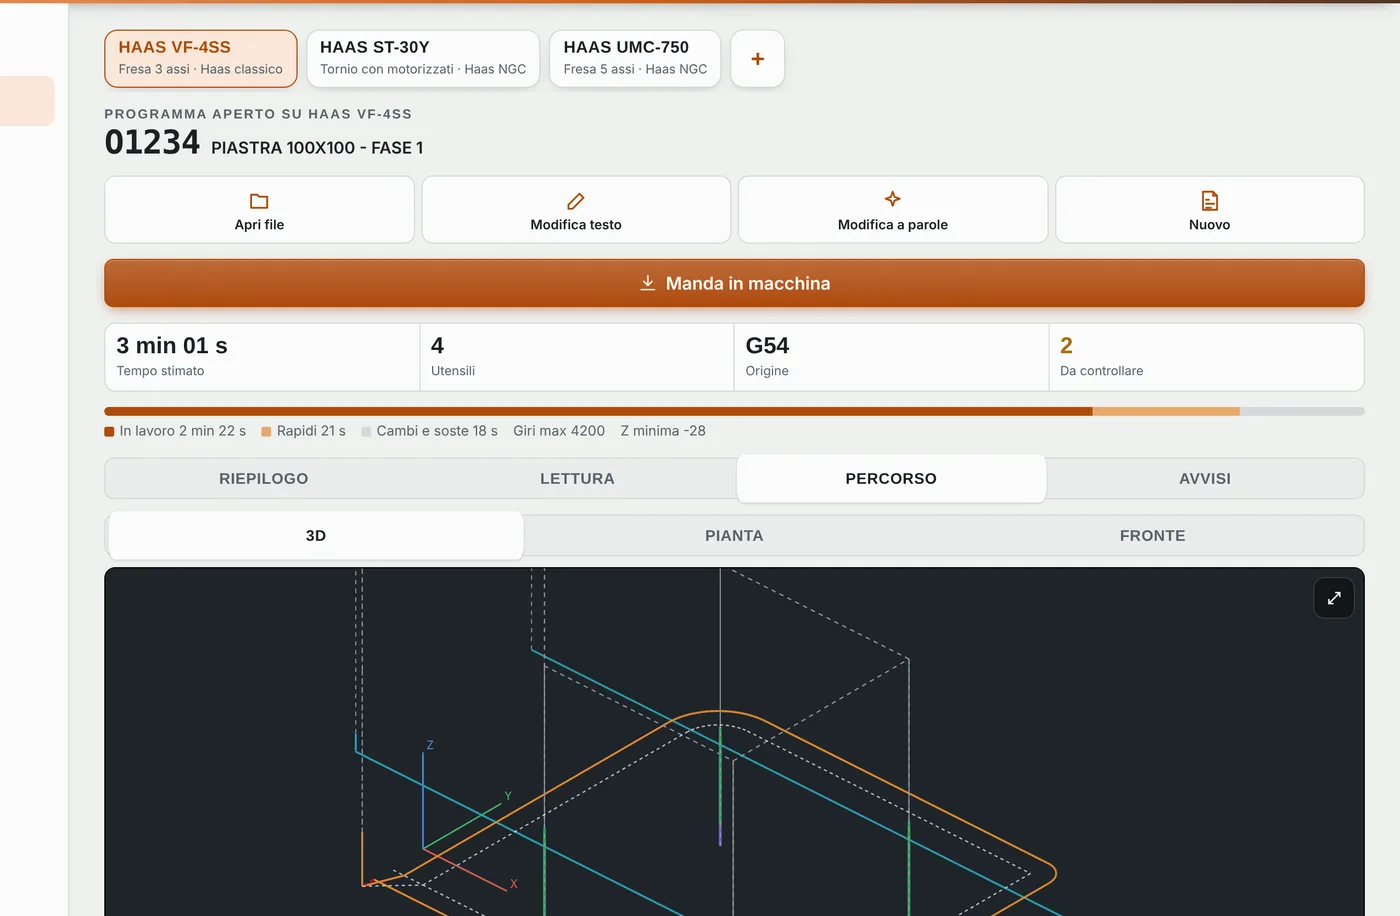 HAAS VF-4SS
Fresa 3 assi · Haas classico
HAAS ST-30Y
Tornio con motorizzati · Haas NGC
HAAS UMC-750
Fresa 5 assi · Haas NGC
+
PROGRAMMA APERTO SU HAAS VF-4SS
01234 PIASTRA 100X100 - FASE 1
Apri file
Modifica testo
Modifica a parole
Nuovo
Manda in macchina
3 min 01 s
Tempo stimato
4
Utensili
G54
Origine
2
Da controllare
In lavoro 2 min 22 s Rapidi 21 s Cambi e soste 18 s Giri max 4200 Z minima -28
RIEPILOGO LETTURA PERCORSO AVVISI
3D PIANTA FRONTE
Z
Y
X